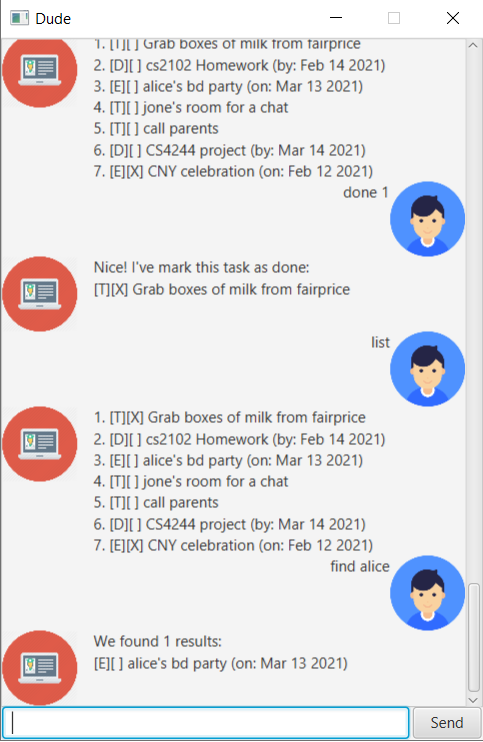 Dude
1. [T][ ] Grab boxes of milk from fairprice
2. [D][ ] cs2102 Homework (by: Feb 14 2021)
3. [E][ ] alice's bd party (on: Mar 13 2021)
4. [T][ ] jone's room for a chat
5. [T][ ] call parents
6. [D][ ] CS4244 project (by: Mar 14 2021)
7. [E][X] CNY celebration (on: Feb 12 2021)
done 1
Nice! I've mark this task as done:
[T][X] Grab boxes of milk from fairprice
list
1. [T][X] Grab boxes of milk from fairprice
2. [D][ ] cs2102 Homework (by: Feb 14 2021)
3. [E][ ] alice's bd party (on: Mar 13 2021)
4. [T][ ] jone's room for a chat
5. [T][ ] call parents
6. [D][ ] CS4244 project (by: Mar 14 2021)
7. [E][X] CNY celebration (on: Feb 12 2021)
find alice
We found 1 results:
[E][ ] alice's bd party (on: Mar 13 2021)
Send